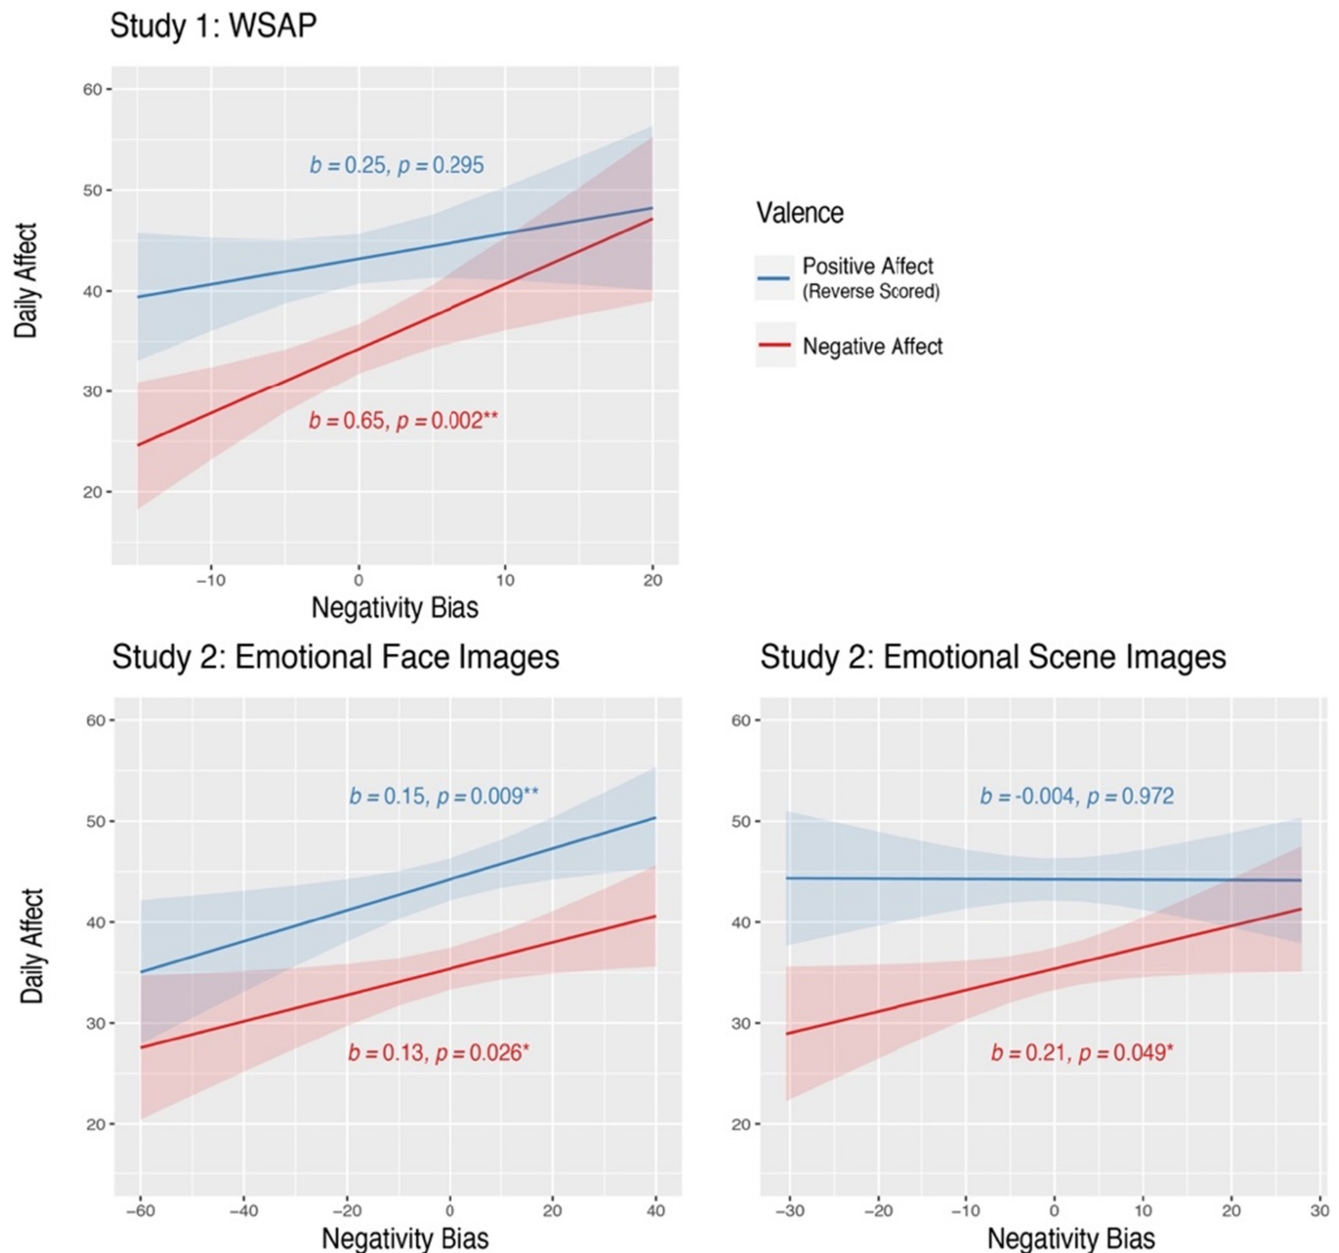 Study 1: WSAP
60
50
40
30
20
Daily Affect
b = 0.25, p = 0.295
b = 0.65, p = 0.002**
−10
0
10
20
Negativity Bias
Valence
Positive Affect
(Reverse Scored)
Negative Affect
Study 2: Emotional Face Images
60
50
40
30
20
Daily Affect
b = 0.15, p = 0.009**
b = 0.13, p = 0.026*
−60
−40
−20
0
20
40
Negativity Bias
Study 2: Emotional Scene Images
60
50
40
30
20
b = -0.004, p = 0.972
b = 0.21, p = 0.049*
−30
−20
−10
0
10
20
30
Negativity Bias